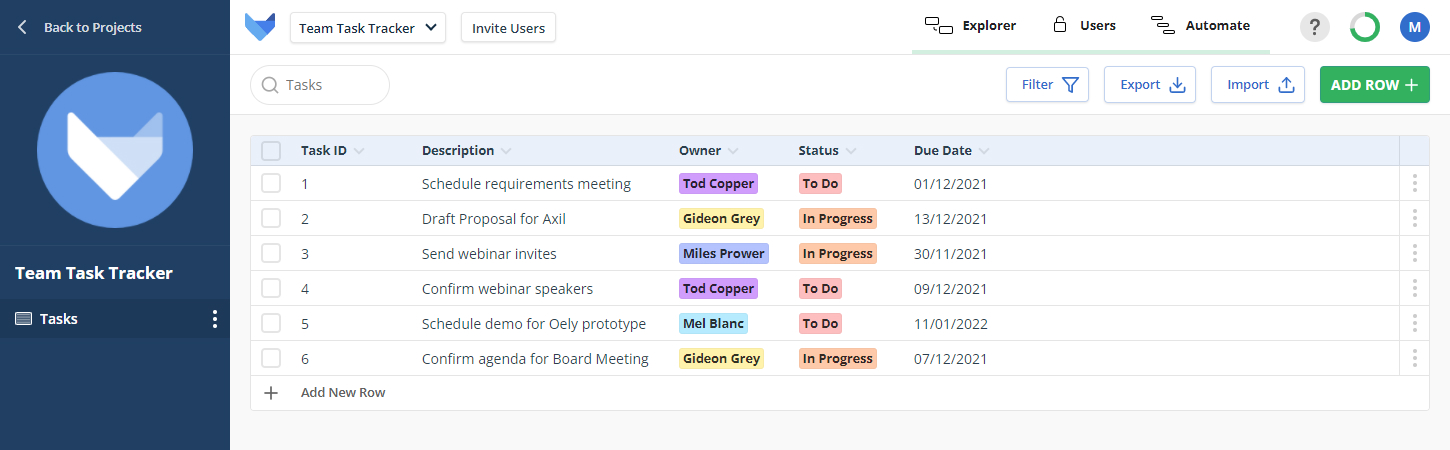 Back to Projects
Team Task Tracker
Tasks
Team Task Tracker Invite Users Explorer Users Automate ? M
Tasks Filter Export Import ADD ROW +
Task ID Description Owner Status Due Date
1 Schedule requirements meeting Tod Copper To Do 01/12/2021
2 Draft Proposal for Axil Gideon Grey In Progress 13/12/2021
3 Send webinar invites Miles Prower In Progress 30/11/2021
4 Confirm webinar speakers Tod Copper To Do 09/12/2021
5 Schedule demo for Oely prototype Mel Blanc To Do 11/01/2022
6 Confirm agenda for Board Meeting Gideon Grey In Progress 07/12/2021
+ Add New Row